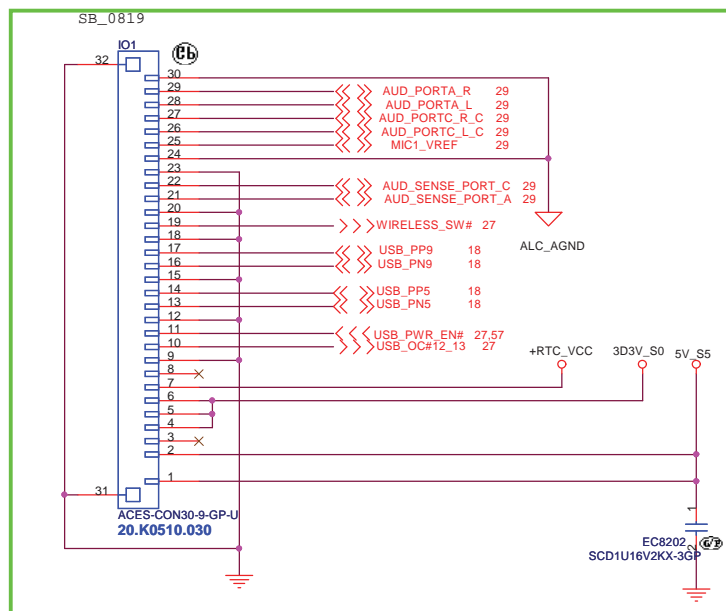 SB_0819
IO1
32
30
29 AUD_PORTA_R 29
28 AUD_PORTA_L 29
27 AUD_PORTC_R_C 29
26 AUD_PORTC_L_C 29
25 MIC1_VREF 29
24
23
22 AUD_SENSE_PORT_C 29
21 AUD_SENSE_PORT_A 29
20
19 WIRELESS_SW# 27
18
ALC_AGND
17 USB_PP9 18
16 USB_PN9 18
15
14 USB_PP5 18
13 USB_PN5 18
12
11 USB_PWR_EN# 27,57
10 USB_OC#12_13 27
+RTC_VCC 3D3V_S0 5V_S5
9
8
7
6
5
4
3
2
1
31
ACES-CON30-9-GP-U
20.K0510.030
1
2
EC8202
SCD1U16V2KX-3GP